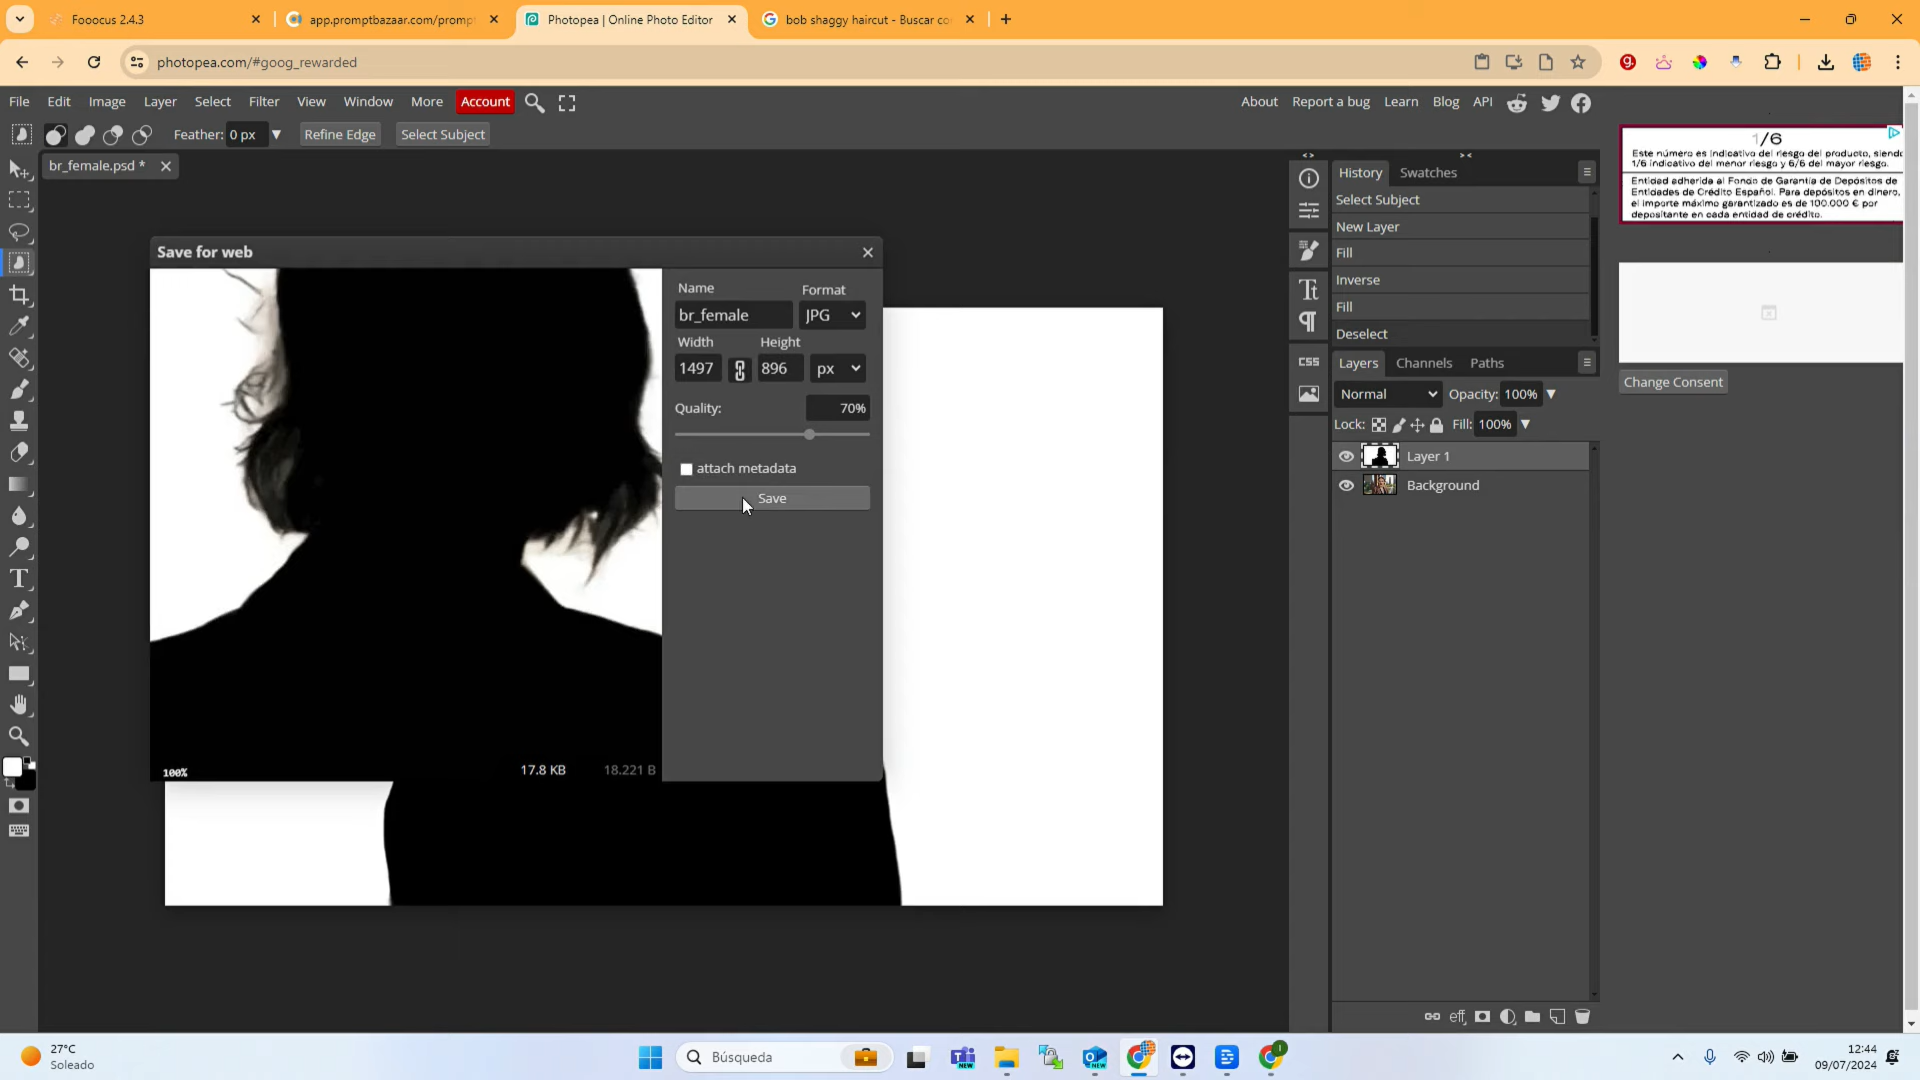 Fooocus 2.4.3
app.promptbazaar.com/promp
Photopea | Online Photo Editor
bob shaggy haircut - Buscar co
photopea.com/#goog_rewarded
File Edit Image Layer Select Filter View Window More Account
About Report a bug Learn Blog API
Feather: 0 px Refine Edge Select Subject
br_female.psd *
Save for web
Name
Format
br_female
JPG
Width
Height
1497
896
px
Quality:
70%
attach metadata
Save
100%
17.8 KB
18.221 B
History
Swatches
Select Subject
New Layer
Fill
Inverse
Fill
Deselect
CSS
Layers Channels Paths
Normal Opacity: 100%
Lock: Fill: 100%
Layer 1
Background
eff
1/6
Este número es indicativo del riesgo del producto, siend
1/6 indicativo del menor riesgo y 6/6 del mayor riesgo.
Entidad adherida al Fondo de Garantía de Depósitos de
Entidades de Crédito Español. Para depósitos en dinero,
el importe máximo garantizado es de 100.000 € por
depositante en cada entidad de crédito.
Change Consent
27°C
Soleado
Búsqueda
NEW
NEW
12:44
09/07/2024